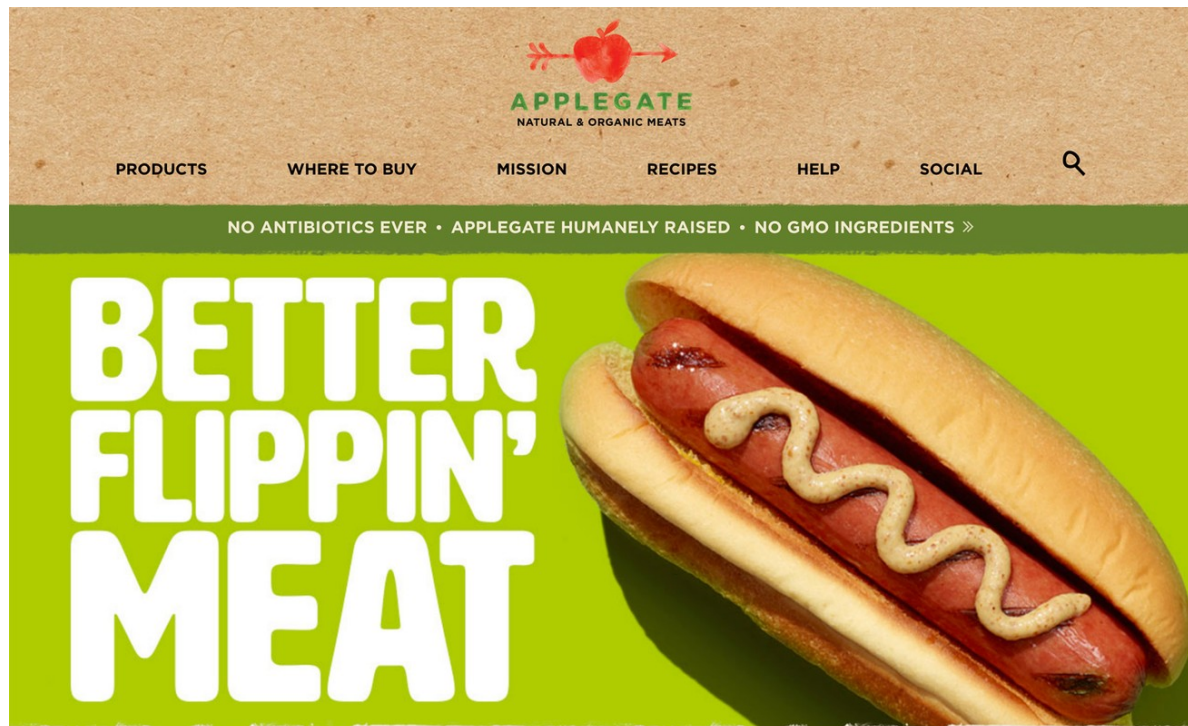 APPLEGATE
NATURAL & ORGANIC MEATS
PRODUCTS WHERE TO BUY MISSION RECIPES HELP SOCIAL
NO ANTIBIOTICS EVER • APPLEGATE HUMANELY RAISED • NO GMO INGREDIENTS »
BETTER
FLIPPIN’
MEAT